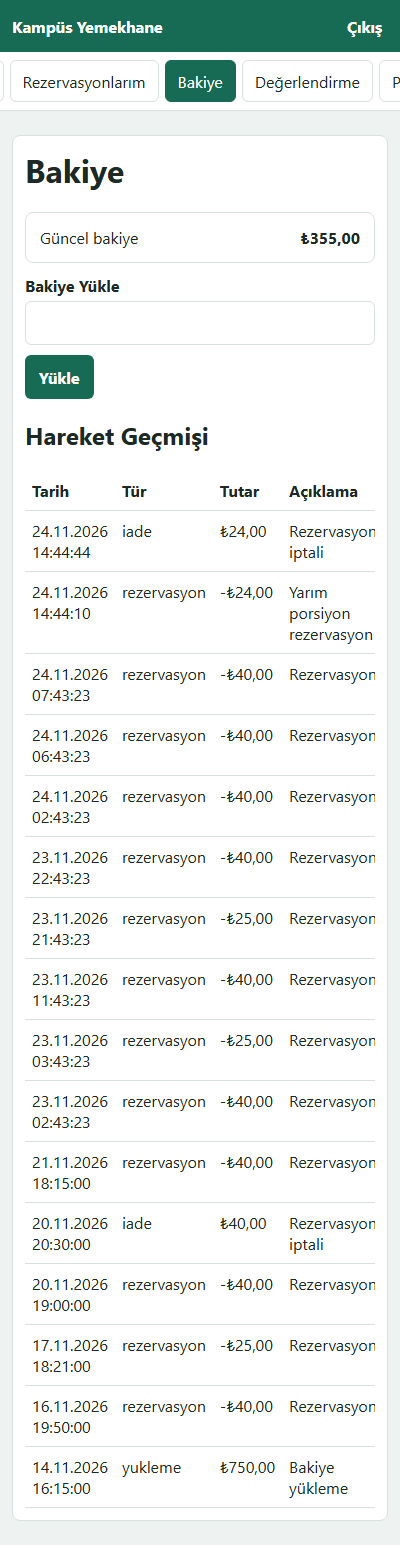 Kampüs Yemekhane Çıkış
Rezervasyonlarım Bakiye Değerlendirme P
Bakiye
Güncel bakiye ₺355,00
Bakiye Yükle
Yükle
Hareket Geçmişi
Tarih Tür Tutar Açıklama
24.11.2026 iade ₺24,00 Rezervasyon
14:44:44 iptali
24.11.2026 rezervasyon -₺24,00 Yarım
14:44:10 porsiyon
rezervasyon
24.11.2026 rezervasyon -₺40,00 Rezervasyon
07:43:23
24.11.2026 rezervasyon -₺40,00 Rezervasyon
06:43:23
24.11.2026 rezervasyon -₺40,00 Rezervasyon
02:43:23
23.11.2026 rezervasyon -₺40,00 Rezervasyon
22:43:23
23.11.2026 rezervasyon -₺25,00 Rezervasyon
21:43:23
23.11.2026 rezervasyon -₺40,00 Rezervasyon
11:43:23
23.11.2026 rezervasyon -₺25,00 Rezervasyon
03:43:23
23.11.2026 rezervasyon -₺40,00 Rezervasyon
02:43:23
21.11.2026 rezervasyon -₺40,00 Rezervasyon
18:15:00
20.11.2026 iade ₺40,00 Rezervasyon
20:30:00 iptali
20.11.2026 rezervasyon -₺40,00 Rezervasyon
19:00:00
17.11.2026 rezervasyon -₺25,00 Rezervasyon
18:21:00
16.11.2026 rezervasyon -₺40,00 Rezervasyon
19:50:00
14.11.2026 yukleme ₺750,00 Bakiye
16:15:00 yükleme